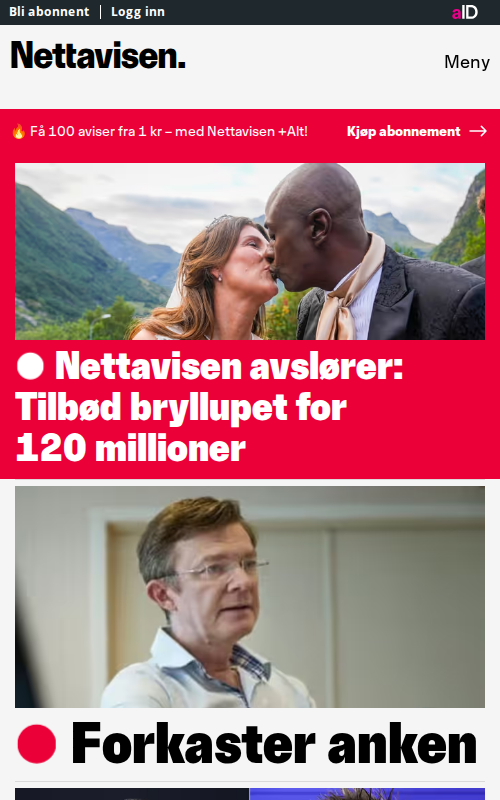 Bli abonnent | Logg inn
aID
Nettavisen.
Meny
🔥 Få 100 aviser fra 1 kr – med Nettavisen +Alt!
Kjøp abonnement →
Nettavisen avslører:
Tilbød bryllupet for
120 millioner
Forkaster anken